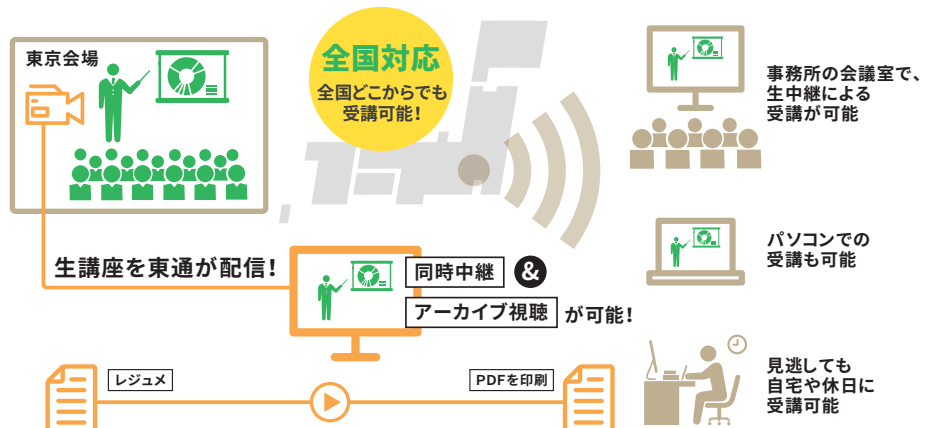 東京会場
全国対応
全国どこからでも
受講可能!
事務所の会議室で、
生中継による
受講が可能
生講座を東通が配信!
同時中継 &
アーカイブ視聴 が可能!
パソコンでの
受講も可能
レジュメ
PDFを印刷
見逃しても
自宅や休日に
受講可能